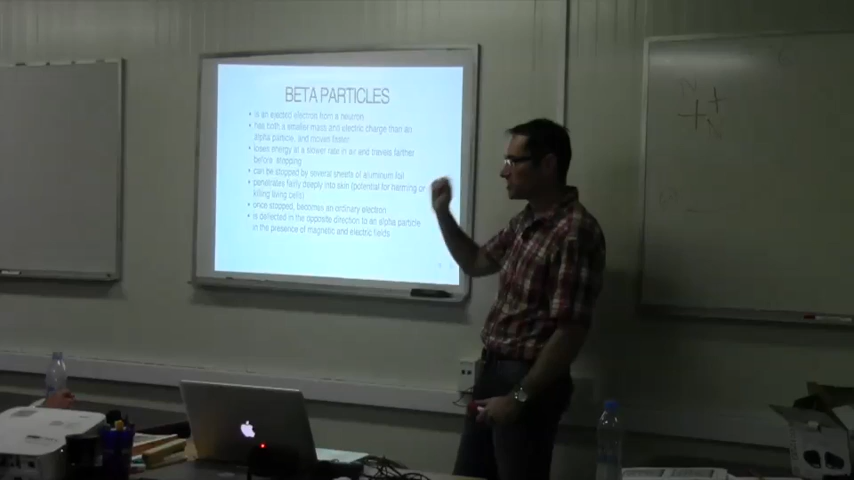 BETA PARTICLES
• is an ejected electron from a neutron
• has both a smaller mass and electric charge than an
alpha particle, and moves faster
• loses energy at a slower rate in air and travels farther
before stopping
• can be stopped by several sheets of aluminum foil
• penetrates fairly deeply into skin (potential for harming or
killing living cells)
• once stopped, becomes an ordinary electron
• is deflected in the opposite direction to an alpha particle
in the presence of magnetic and electric fields
N